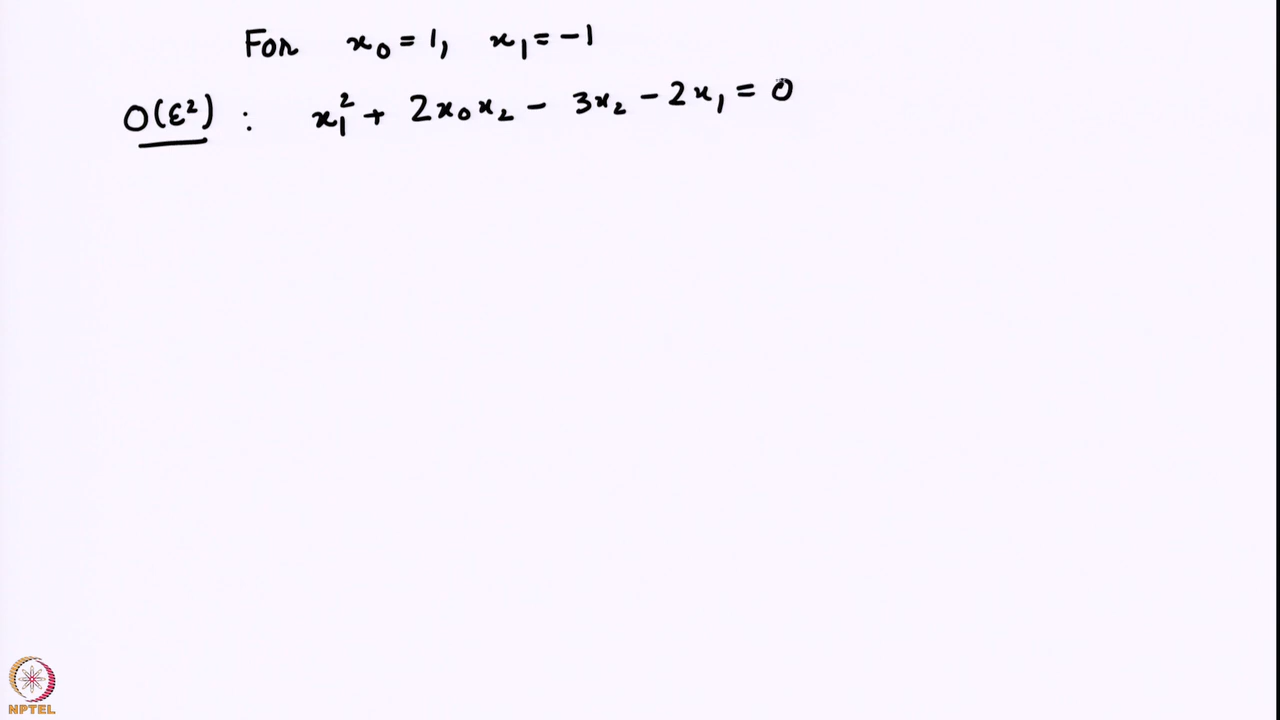 For x₀ = 1, x₁ = −1
O(ε²) : x₁² + 2x₀x₂ − 3x₂ − 2x₁ = 0
NPTEL